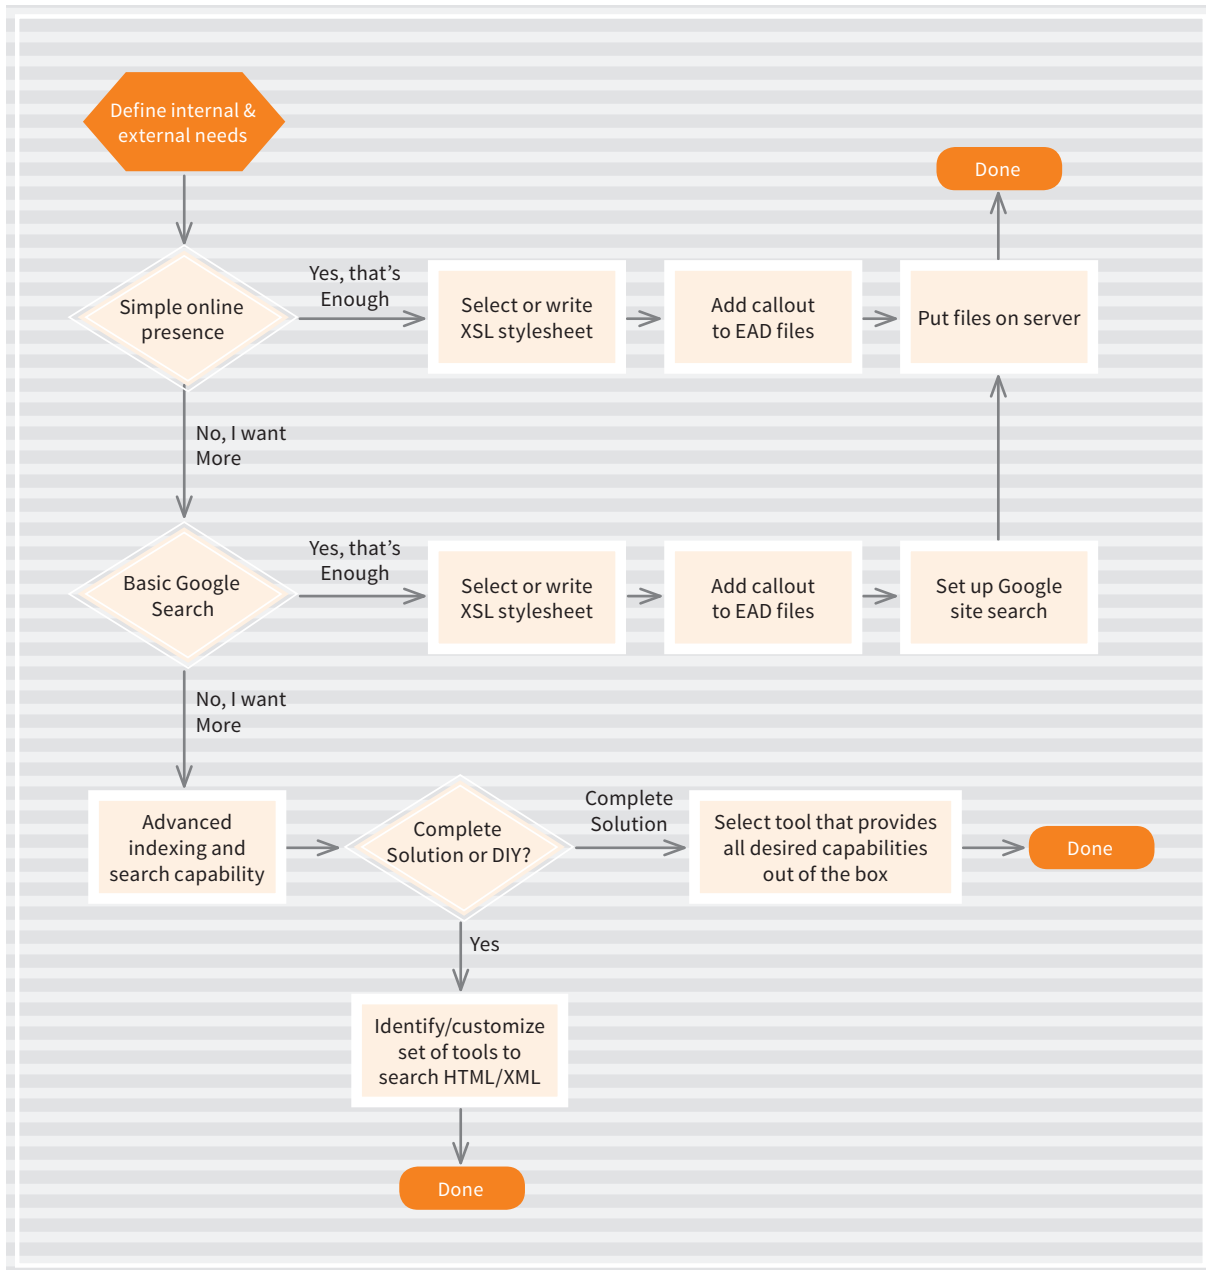 Define internal &
external needs
Done
Simple online
presence
Yes, that's
Enough
Select or write
XSL stylesheet
Add callout
to EAD files
Put files on server
No, I want
More
Basic Google
Search
Yes, that's
Enough
Select or write
XSL stylesheet
Add callout
to EAD files
Set up Google
site search
No, I want
More
Advanced
indexing and
search capability
Complete
Solution or DIY?
Complete
Solution
Select tool that provides
all desired capabilities
out of the box
Done
Yes
Identify/customize
set of tools to
search HTML/XML
Done